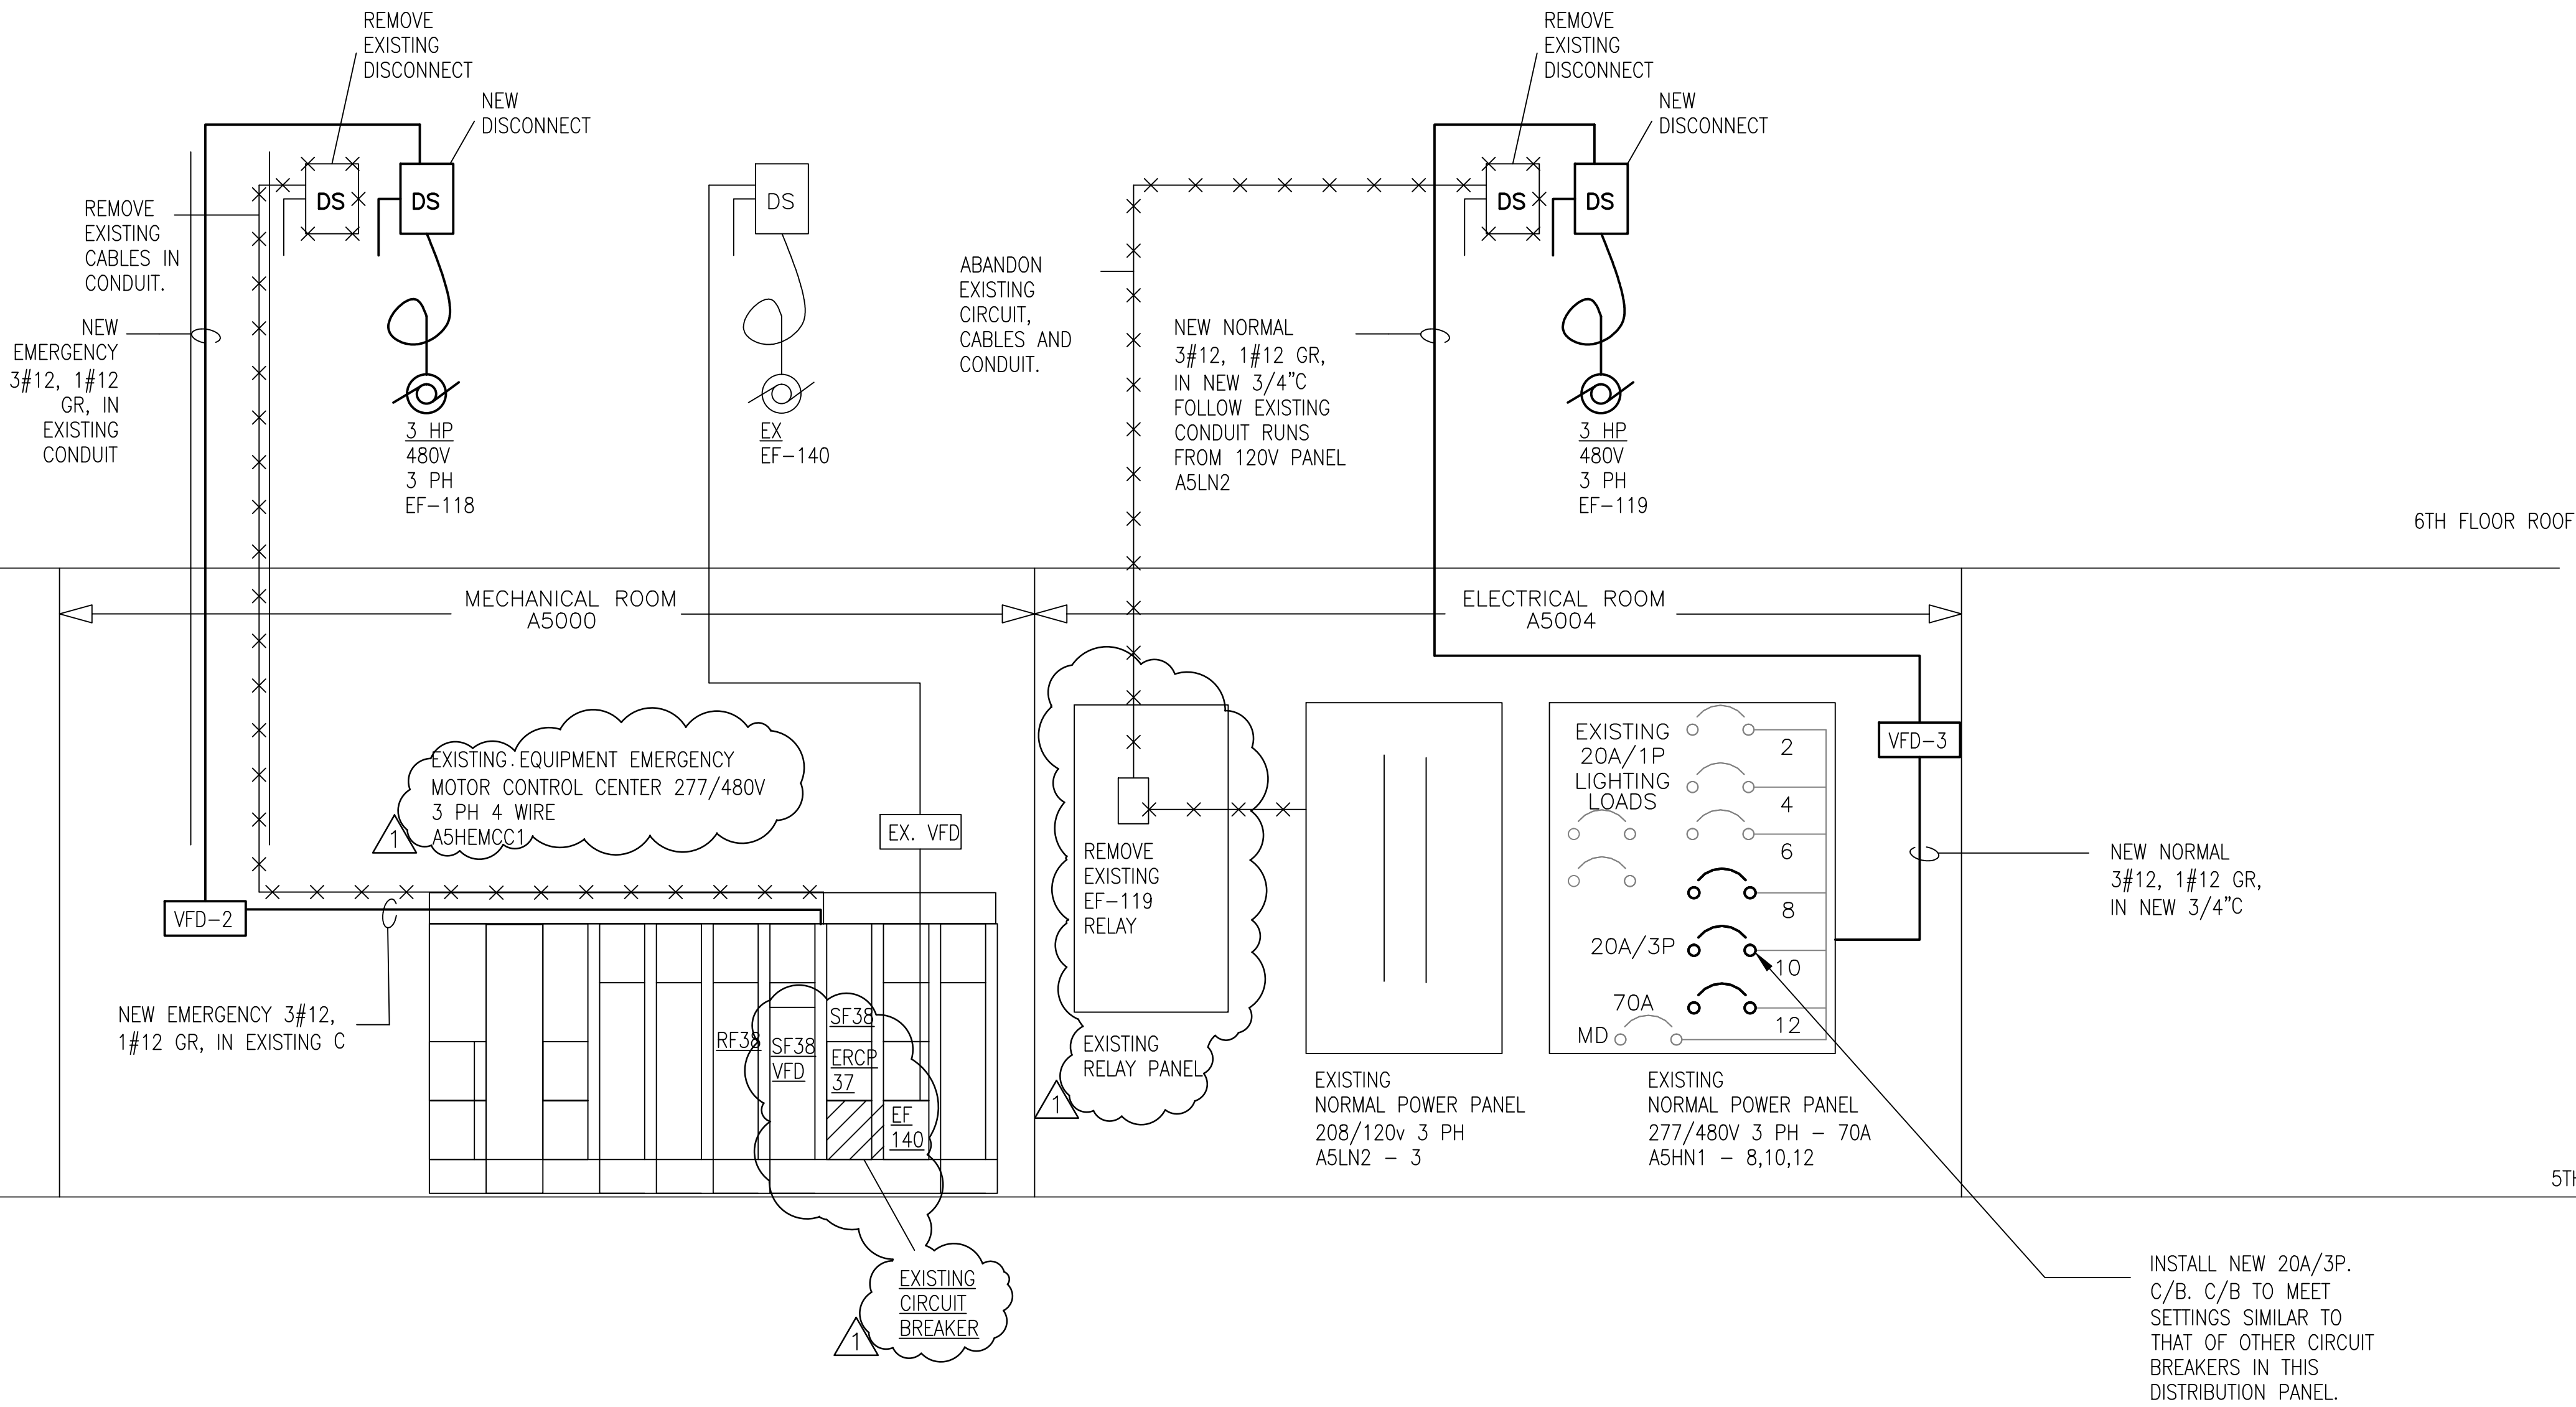 REMOVE
EXISTING
DISCONNECT
NEW
DISCONNECT
REMOVE
EXISTING
DISCONNECT
NEW
DISCONNECT
DS
DS
DS
DS
DS
REMOVE
EXISTING
CABLES IN
CONDUIT.
NEW
EMERGENCY
3#12, 1#12
GR, IN
EXISTING
CONDUIT
3 HP
480V
3 PH
EF-118
EX
EF-140
ABANDON
EXISTING
CIRCUIT,
CABLES AND
CONDUIT.
NEW NORMAL
3#12, 1#12 GR,
IN NEW 3/4"C
FOLLOW EXISTING
CONDUIT RUNS
FROM 120V PANEL
A5LN2
3 HP
480V
3 PH
EF-119
6TH FLOOR ROOF
MECHANICAL ROOM
A5000
ELECTRICAL ROOM
A5004
EXISTING EQUIPMENT EMERGENCY
MOTOR CONTROL CENTER 277/480V
3 PH 4 WIRE
A5HEMCC1
1
EX. VFD
VFD-2
NEW EMERGENCY 3#12,
1#12 GR, IN EXISTING C
RF38
SF38
VFD
SF38
ERCP
37
EF
140
EXISTING
CIRCUIT
BREAKER
1
REMOVE
EXISTING
EF-119
RELAY
EXISTING
RELAY PANEL
1
EXISTING
NORMAL POWER PANEL
208/120v 3 PH
A5LN2 - 3
EXISTING
20A/1P
LIGHTING
LOADS
2
4
6
8
20A/3P
10
70A
12
MD
EXISTING
NORMAL POWER PANEL
277/480V 3 PH - 70A
A5HN1 - 8,10,12
VFD-3
NEW NORMAL
3#12, 1#12 GR,
IN NEW 3/4"C
5TH
INSTALL NEW 20A/3P.
C/B. C/B TO MEET
SETTINGS SIMILAR TO
THAT OF OTHER CIRCUIT
BREAKERS IN THIS
DISTRIBUTION PANEL.